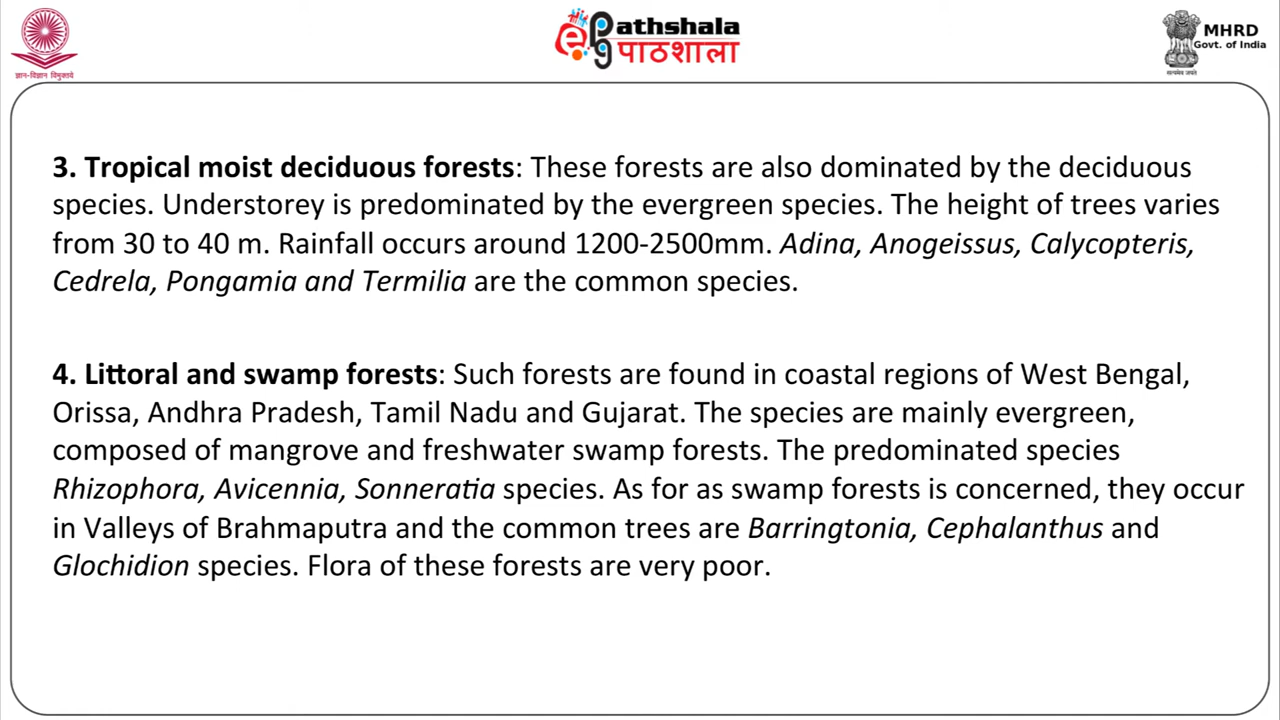 ज्ञान-विज्ञान विमुक्तये
ePathshala
पाठशाला
MHRD
Govt. of India
सत्यमेव जयते
3. Tropical moist deciduous forests: These forests are also dominated by the deciduous
species. Understorey is predominated by the evergreen species. The height of trees varies
from 30 to 40 m. Rainfall occurs around 1200-2500mm. Adina, Anogeissus, Calycopteris,
Cedrela, Pongamia and Termilia are the common species.
4. Littoral and swamp forests: Such forests are found in coastal regions of West Bengal,
Orissa, Andhra Pradesh, Tamil Nadu and Gujarat. The species are mainly evergreen,
composed of mangrove and freshwater swamp forests. The predominated species
Rhizophora, Avicennia, Sonneratia species. As for as swamp forests is concerned, they occur
in Valleys of Brahmaputra and the common trees are Barringtonia, Cephalanthus and
Glochidion species. Flora of these forests are very poor.